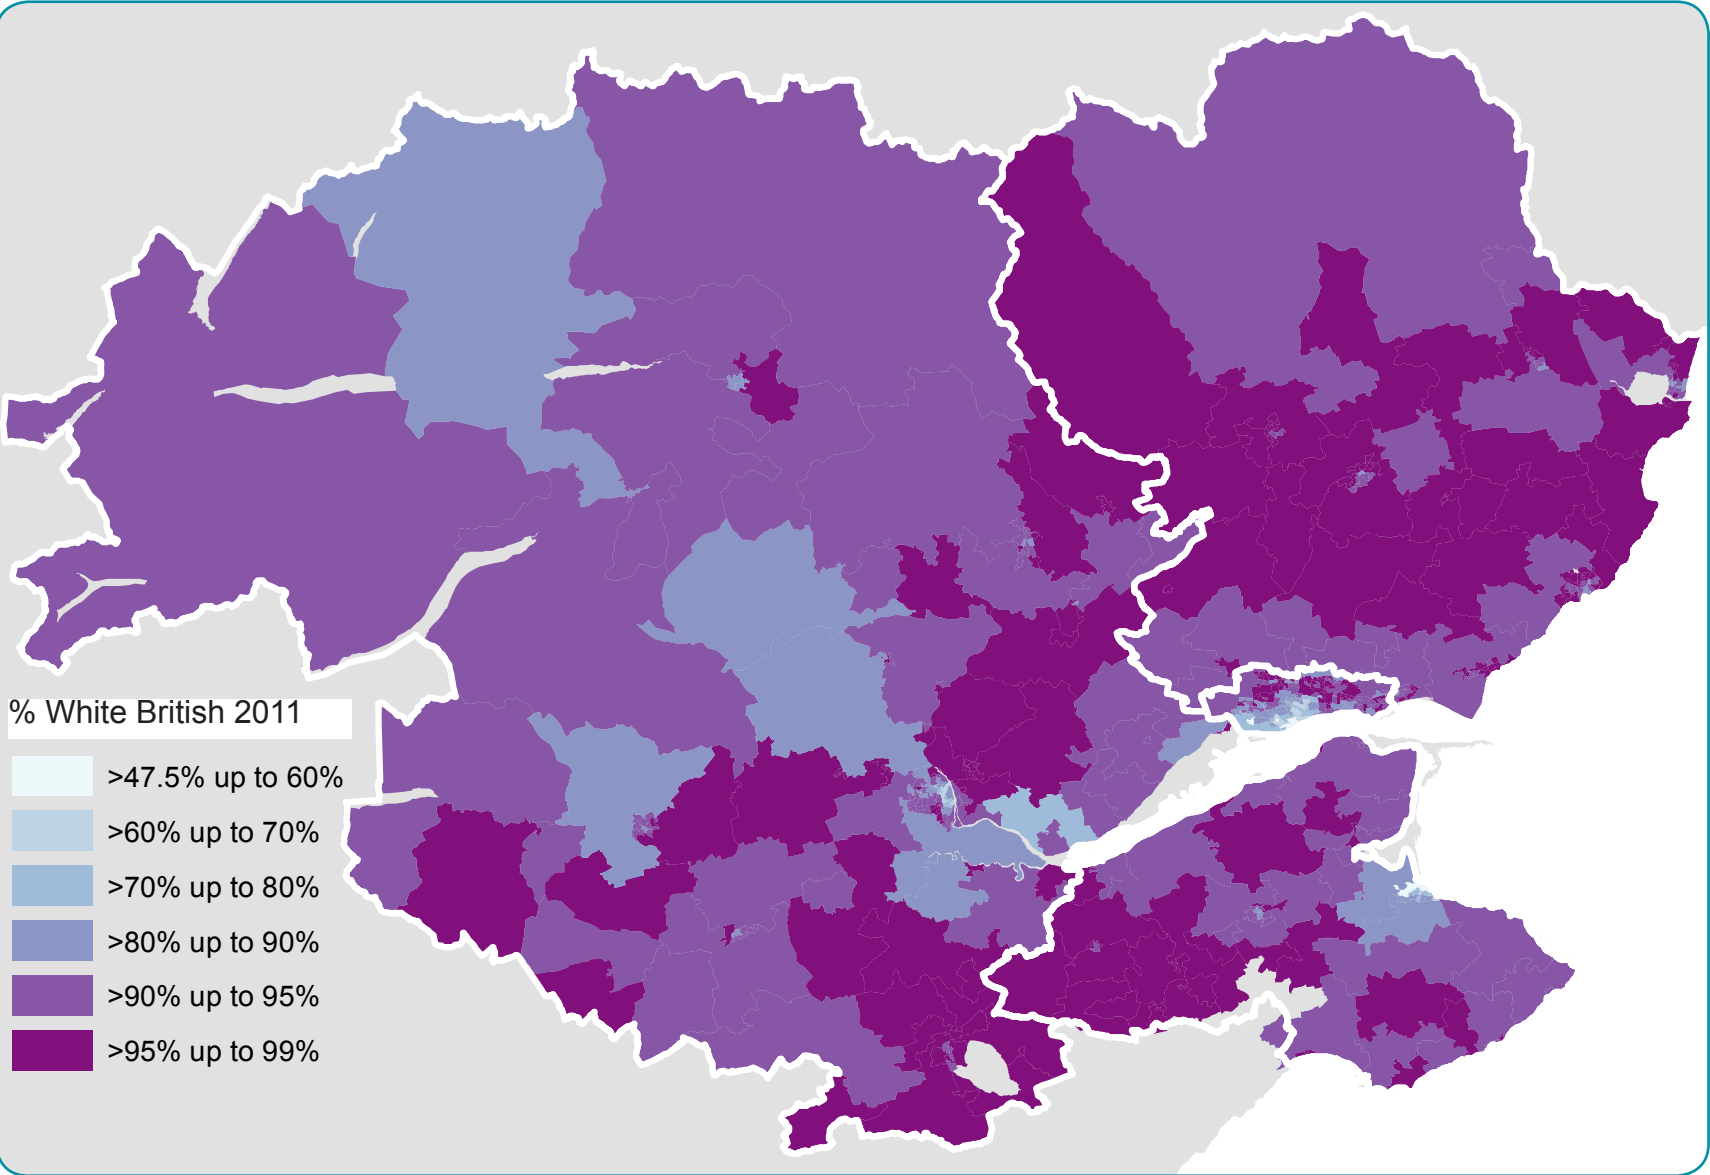 % White British 2011
>47.5% up to 60%
>60% up to 70%
>70% up to 80%
>80% up to 90%
>90% up to 95%
>95% up to 99%